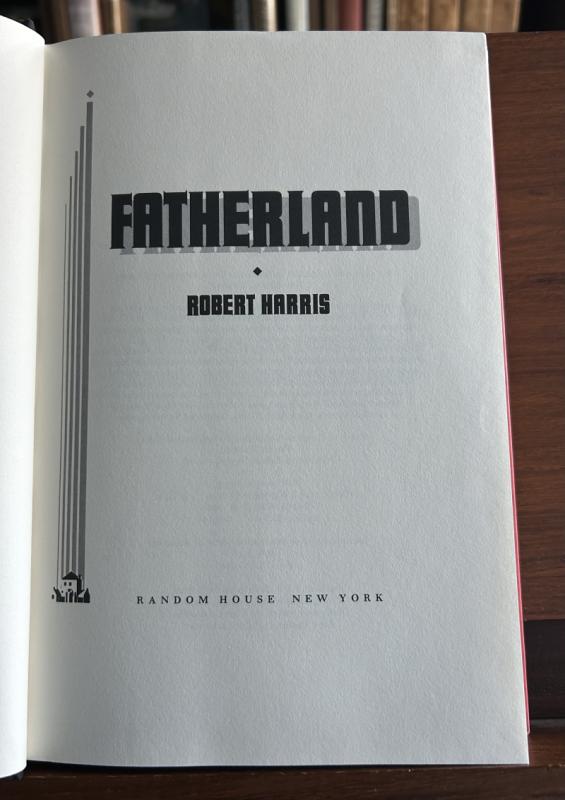 FATHERLAND
ROBERT HARRIS
RANDOM HOUSE NEW YORK